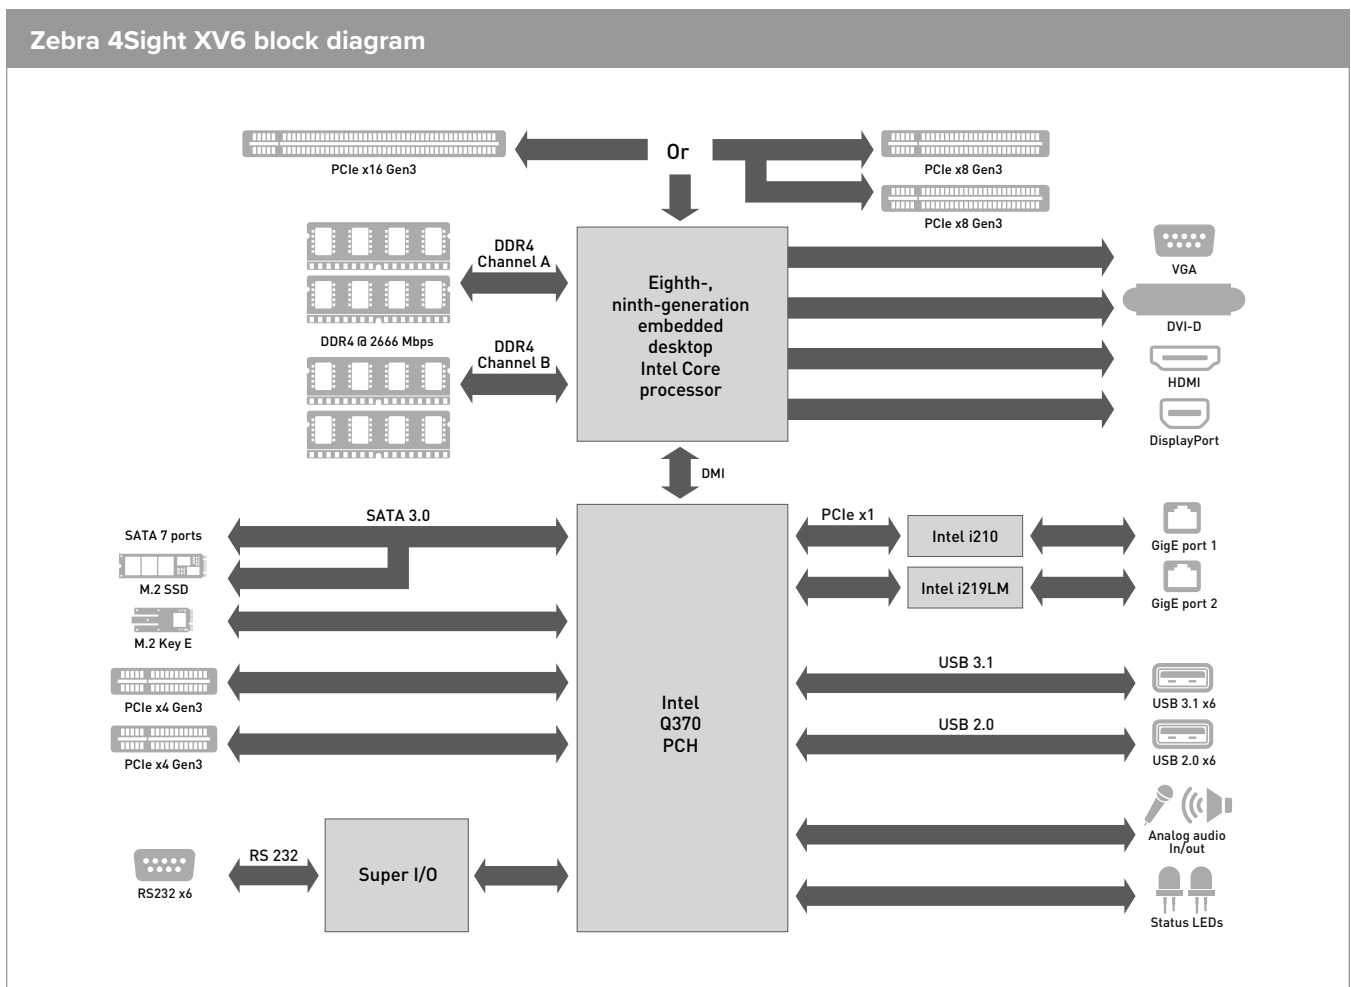 Zebra 4Sight XV6 block diagram
PCIe x16 Gen3
Or
PCIe x8 Gen3
PCIe x8 Gen3
DDR4
Channel A
DDR4 @ 2666 Mbps
DDR4
Channel B
Eighth-,
ninth-generation
embedded
desktop
Intel Core
processor
VGA
DVI-D
HDMI
DisplayPort
DMI
SATA 3.0
SATA 7 ports
M.2 SSD
M.2 Key E
PCIe x4 Gen3
PCIe x4 Gen3
Intel
Q370
PCH
PCIe x1
Intel i210
GigE port 1
Intel i219LM
GigE port 2
USB 3.1
USB 3.1 x6
USB 2.0
USB 2.0 x6
Analog audio
In/out
Status LEDs
RS 232
RS232 x6
Super I/O